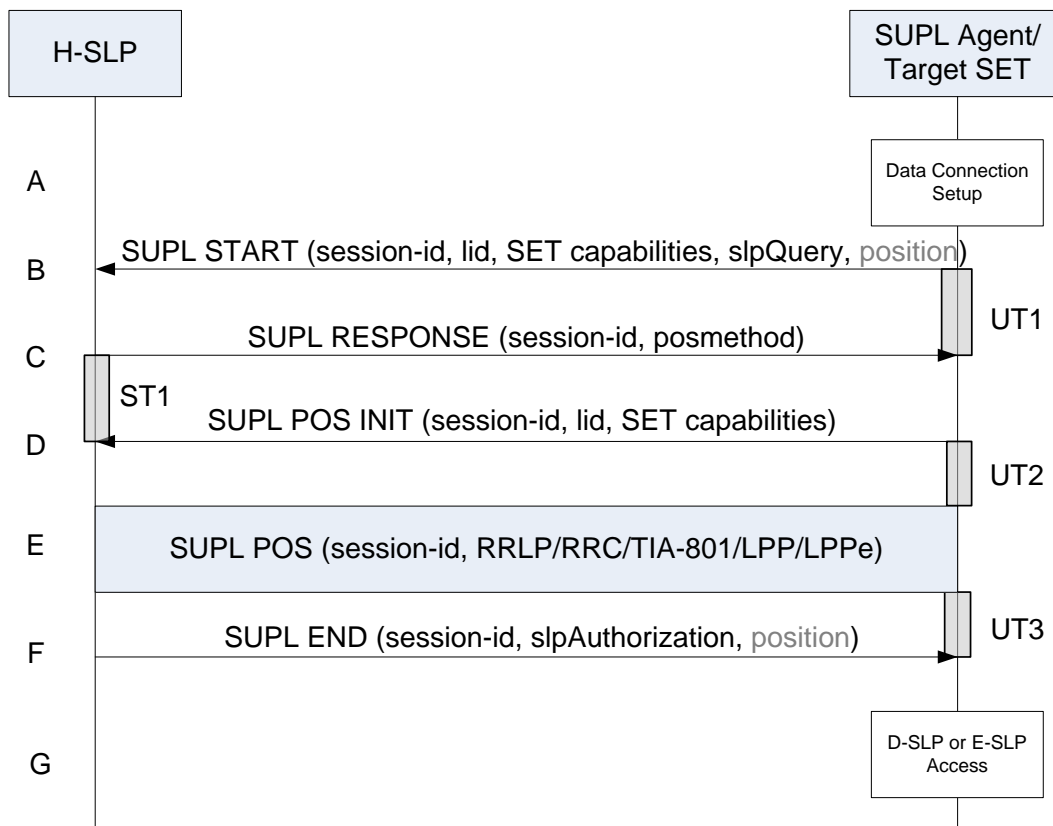 H-SLP
SUPL Agent/
Target SET
A
Data Connection
Setup
SUPL START (session-id, lid, SET capabilities, slpQuery, position)
B
UT1
SUPL RESPONSE (session-id, posmethod)
C
ST1
SUPL POS INIT (session-id, lid, SET capabilities)
D
UT2
E
SUPL POS (session-id, RRLP/RRC/TIA-801/LPP/LPPe)
SUPL END (session-id, slpAuthorization, position)
UT3
F
D-SLP or E-SLP
Access
G